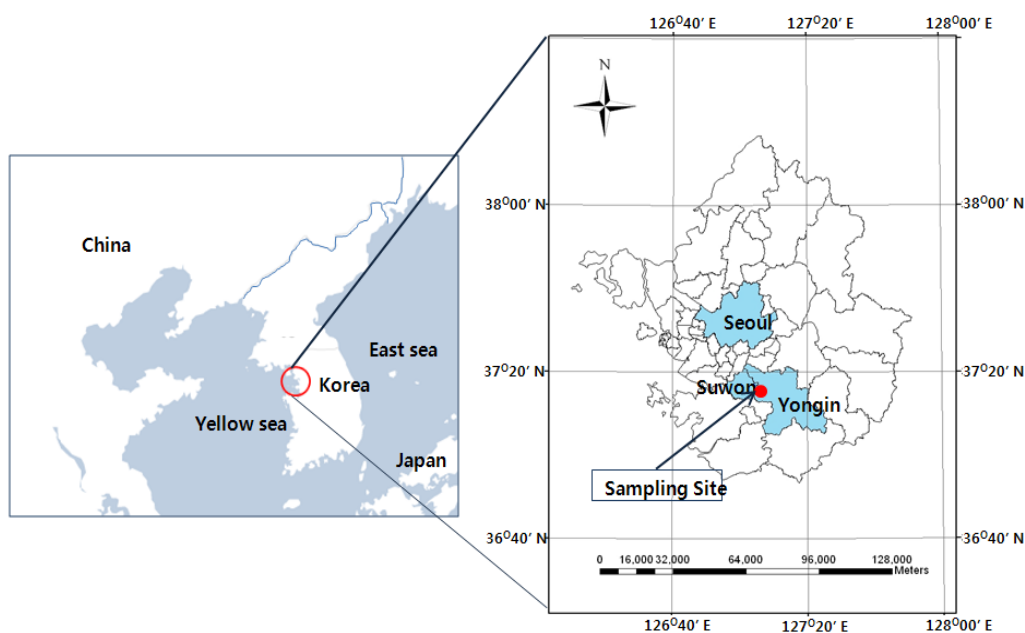 China
East sea
Korea
Yellow sea
Japan
126⁰40′ E
127⁰20′ E
128⁰00′ E
N
38⁰00′ N
38⁰00′ N
Seoul
37⁰20′ N
37⁰20′ N
Suwon
Yongin
Sampling Site
36⁰40′ N
36⁰40′ N
0 16,000 32,000 64,000 96,000 128,000
Meters
126⁰40′ E
127⁰20′ E
128⁰00′ E